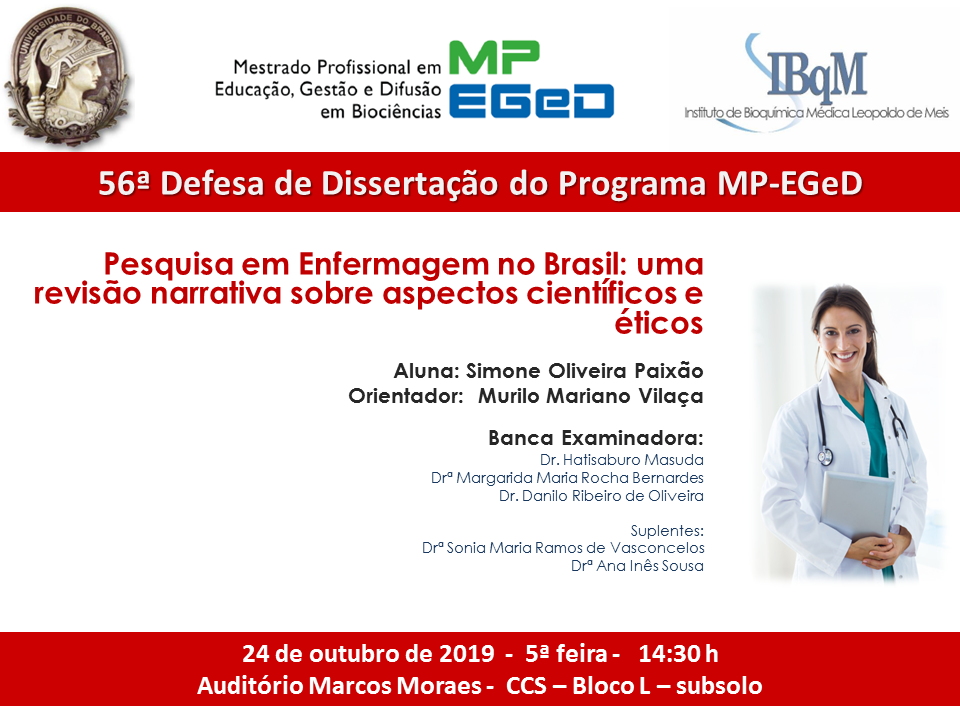 UNIVERSIDADE DO BRASIL
Mestrado Profissional em
Educação, Gestão e Difusão
em Biociências
MP
EGeD
IBqM
Instituto de Bioquímica Médica Leopoldo de Meis
56ª Defesa de Dissertação do Programa MP-EGeD
Pesquisa em Enfermagem no Brasil: uma
revisão narrativa sobre aspectos científicos e
éticos
Aluna: Simone Oliveira Paixão
Orientador:  Murilo Mariano Vilaça
Banca Examinadora:
Dr. Hatisaburo Masuda
Drª Margarida Maria Rocha Bernardes
Dr. Danilo Ribeiro de Oliveira
Suplentes:
Drª Sonia Maria Ramos de Vasconcelos
Drª Ana Inês Sousa
24 de outubro de 2019  -  5ª feira -   14:30 h
Auditório Marcos Moraes -  CCS – Bloco L – subsolo